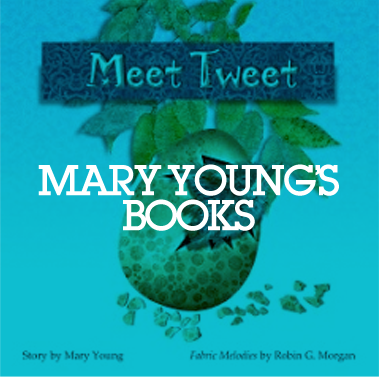 Meet Tweet
MARY YOUNG'S
BOOKS
Story by Mary Young Fabric Melodies by Robin G. Morgan